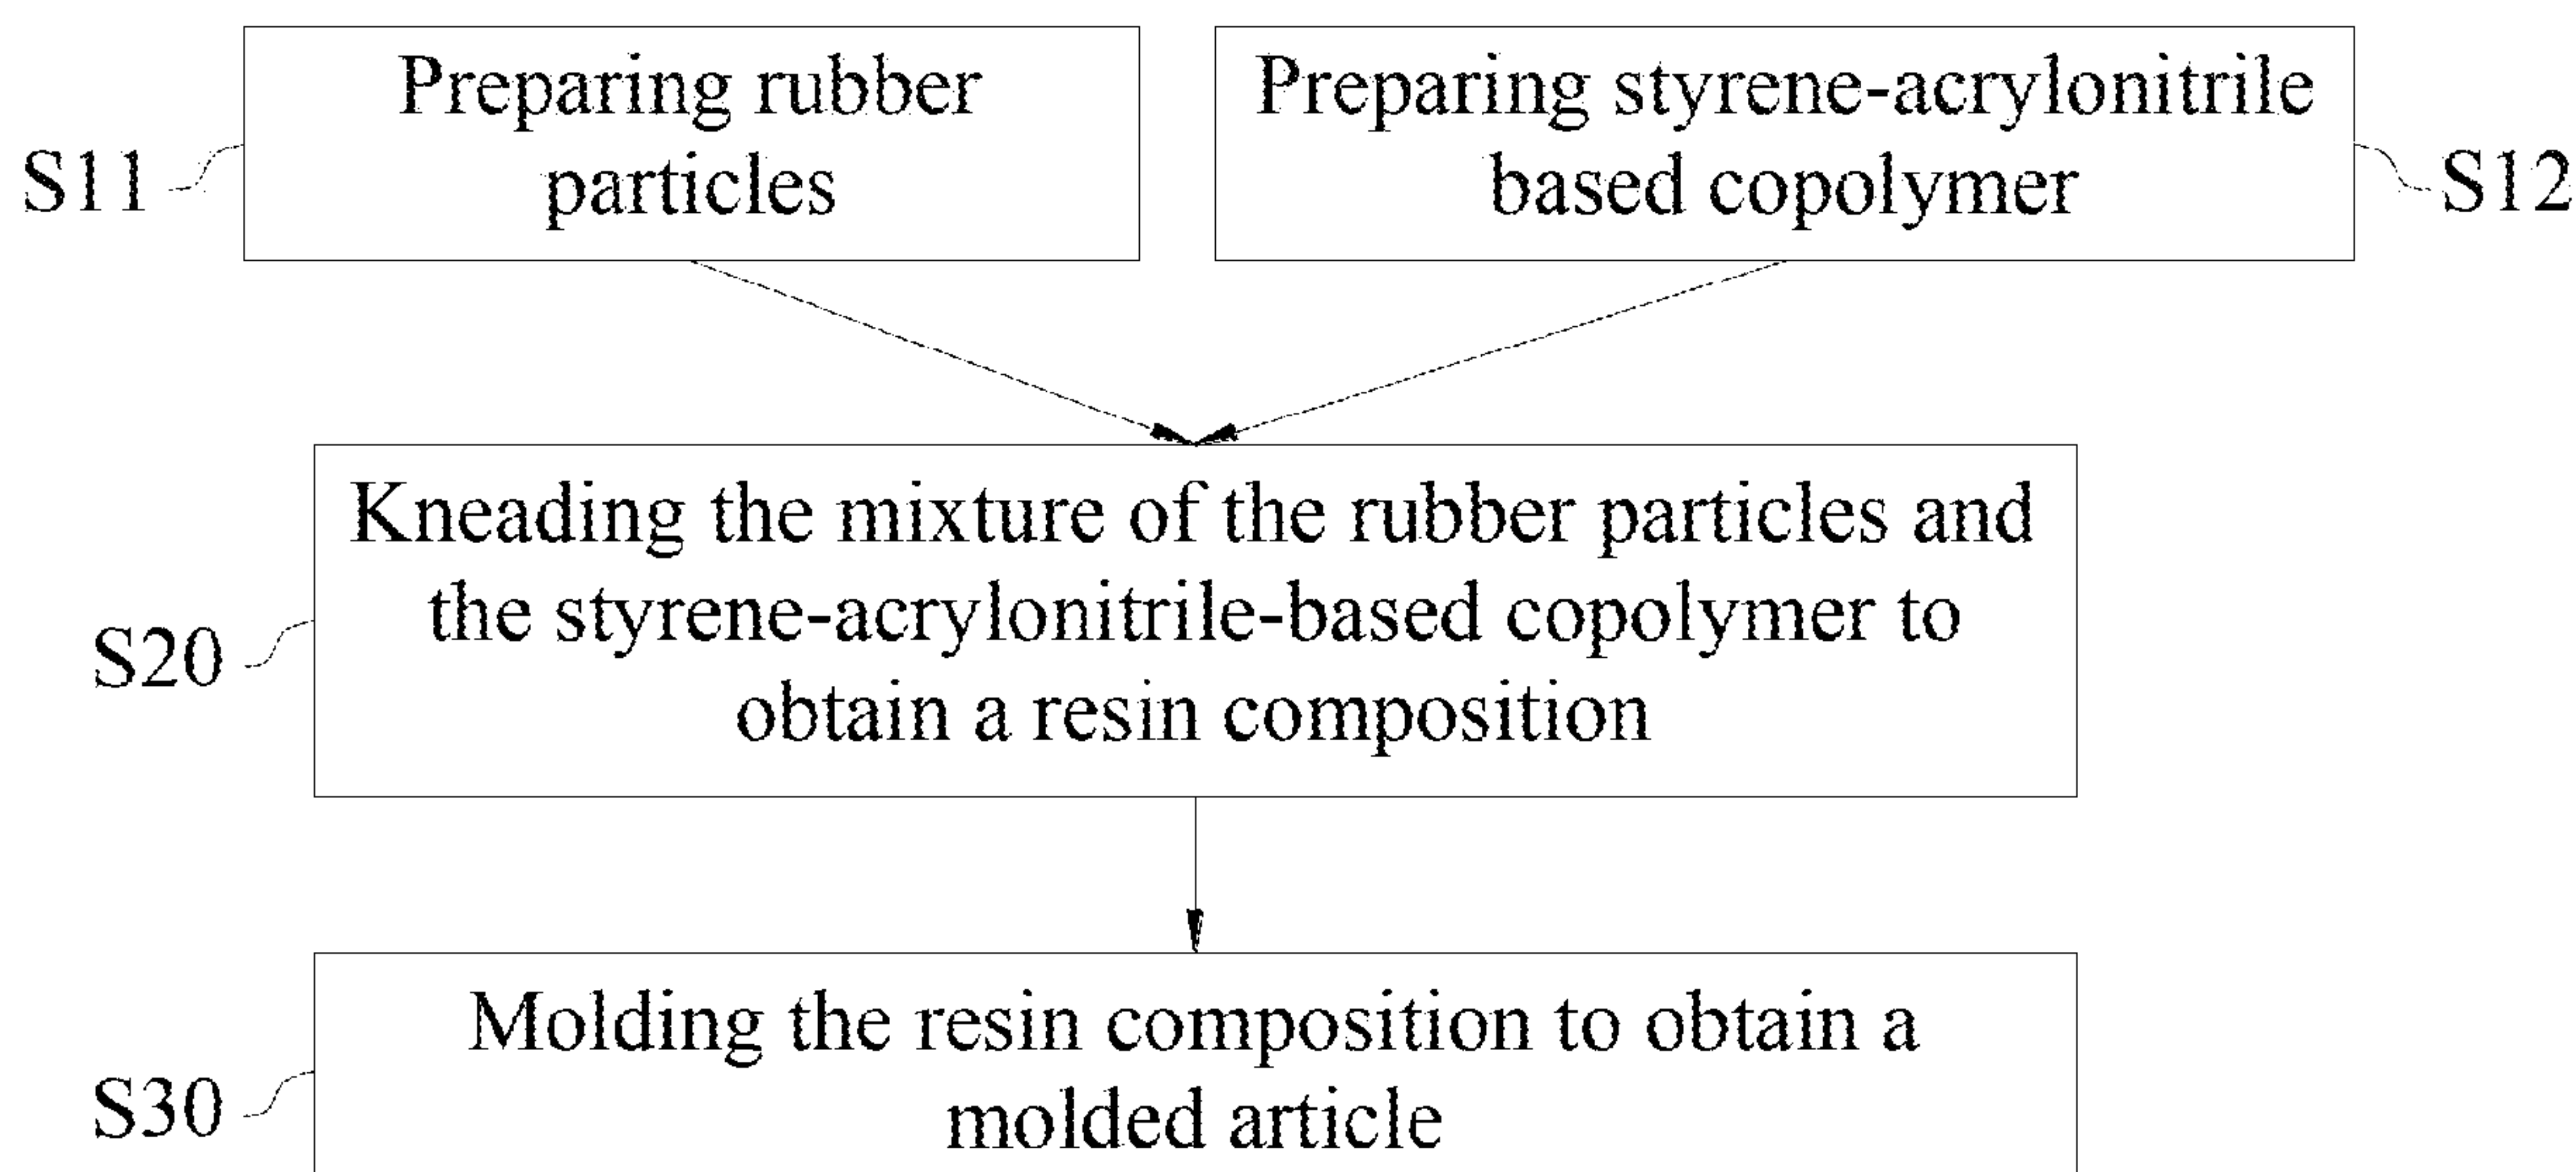 Preparing rubber
particles
S11
Preparing styrene-acrylonitrile
based copolymer
S12
Kneading the mixture of the rubber particles and
the styrene-acrylonitrile-based copolymer to
obtain a resin composition
S20
Molding the resin composition to obtain a
molded article
S30